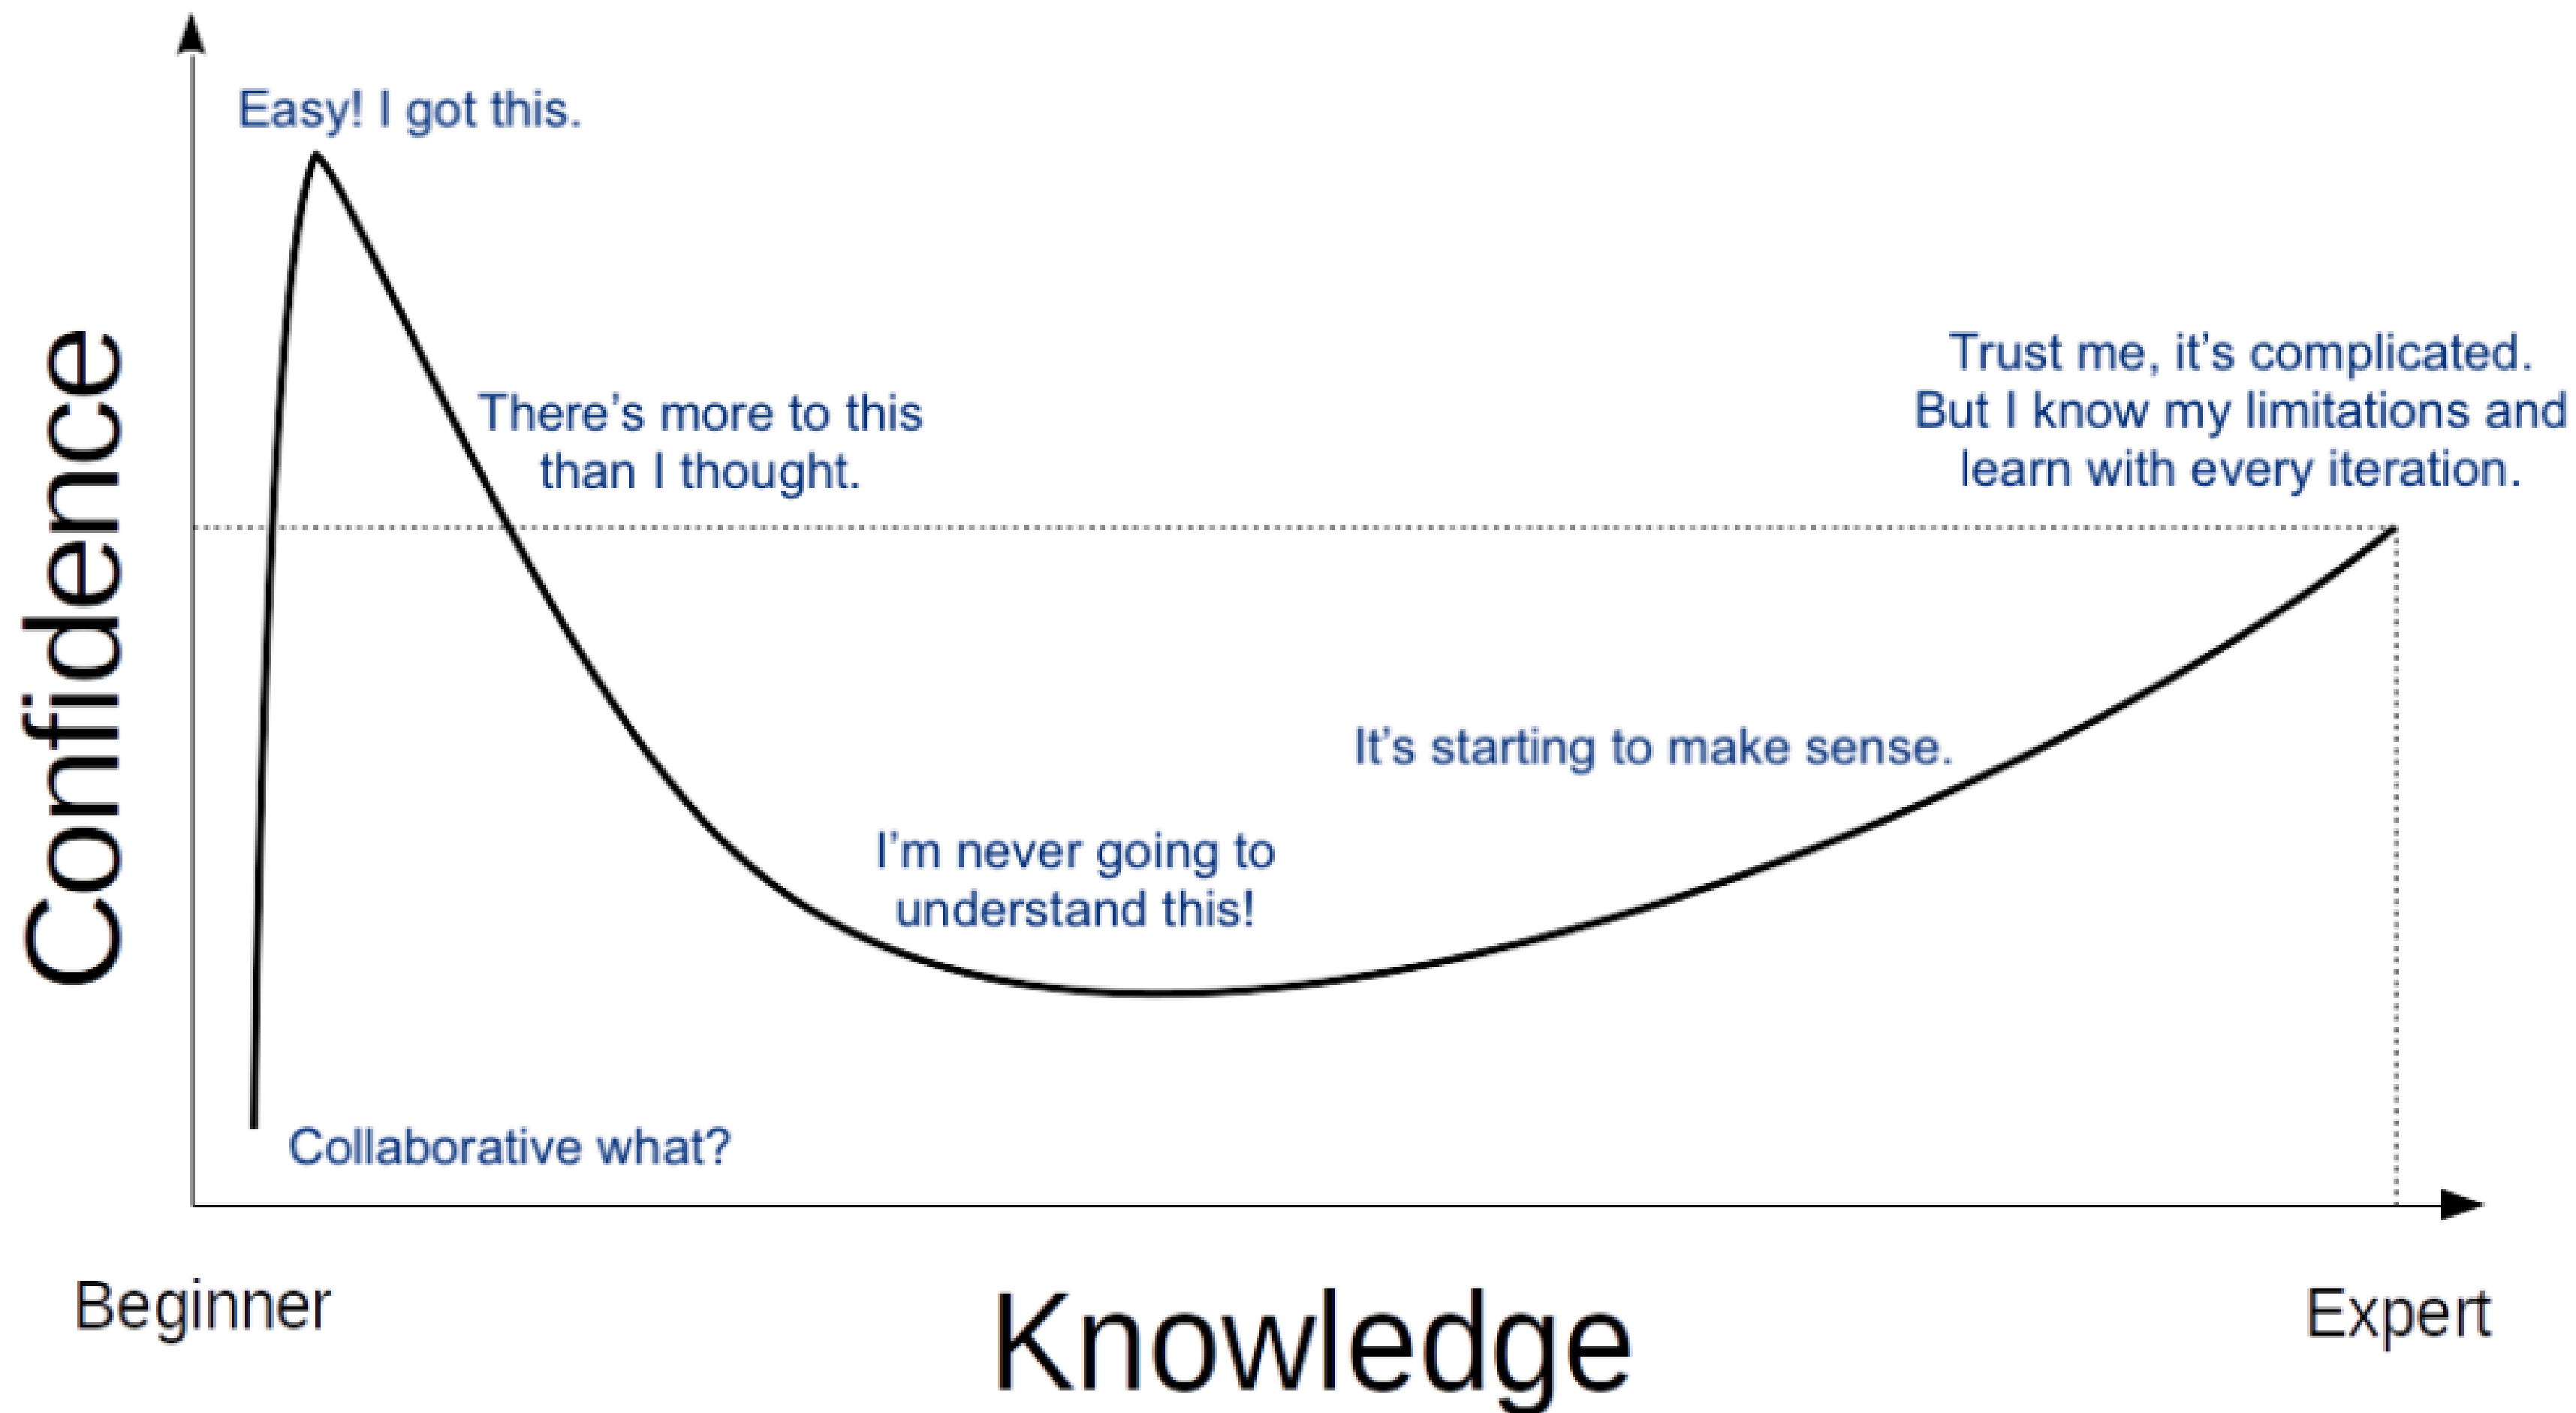 Easy! I got this.
There’s more to this
than I thought.
Trust me, it’s complicated.
But I know my limitations and
learn with every iteration.
Confidence
It’s starting to make sense.
I’m never going to
understand this!
Collaborative what?
Beginner
Knowledge
Expert